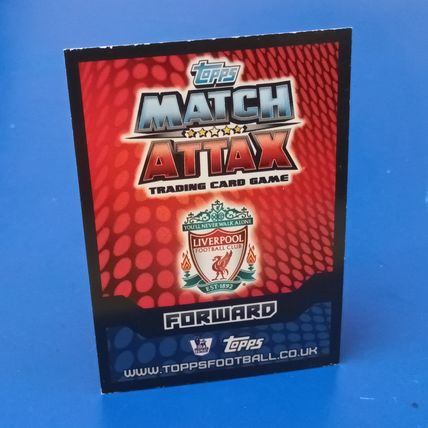 Topps
MATCH
ATTAX
TRADING CARD GAME
YOU'LL NEVER WALK ALONE
LIVERPOOL
FOOTBALL CLUB
EST·1892
FORWARD
Topps
WWW.TOPPSFOOTBALL.CO.UK